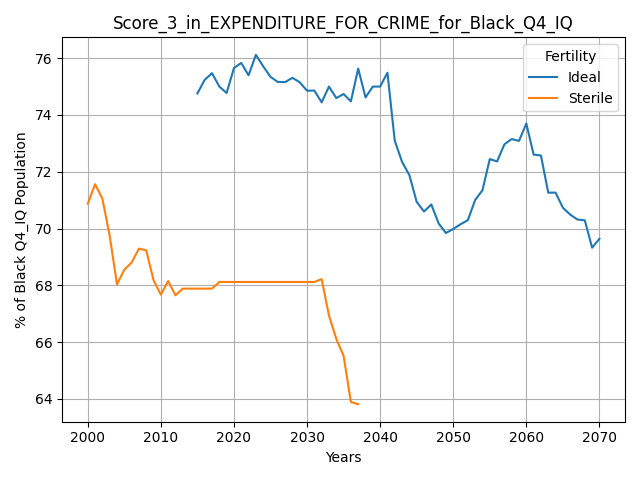 Score_3_in_EXPENDITURE_FOR_CRIME_for_Black_Q4_IQ
% of Black Q4_IQ Population
76
74
72
70
68
66
64
Fertility
Ideal
Sterile
2000 2010 2020 2030 2040 2050 2060 2070
Years